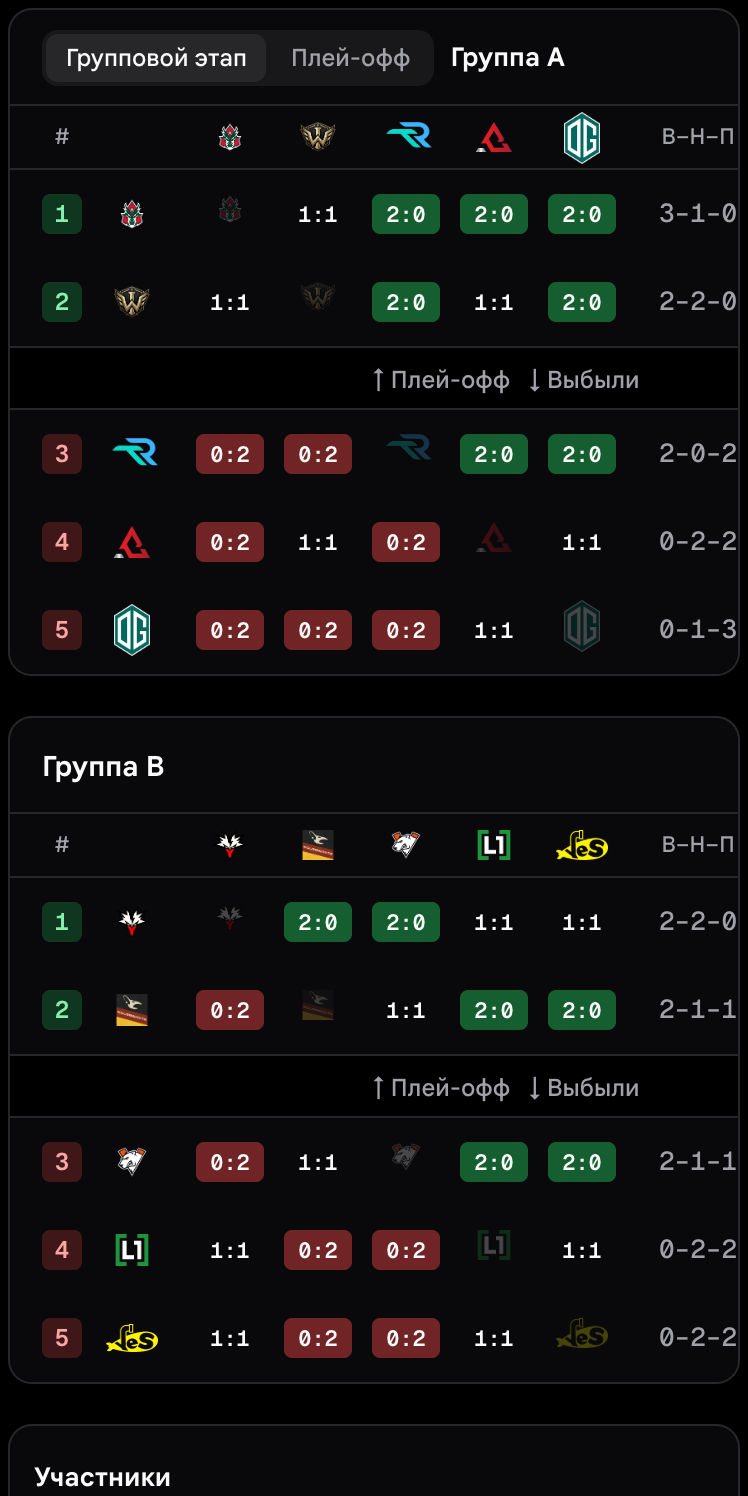 Групповой этап Плей-офф Группа A
# В–Н–П
1 1:1 2:0 2:0 2:0 3–1–0
2 1:1 2:0 1:1 2:0 2–2–0
↑ Плей-офф ↓ Выбыли
3 0:2 0:2 2:0 2:0 2–0–2
4 0:2 1:1 0:2 1:1 0–2–2
5 OG 0:2 0:2 0:2 1:1 0–1–3
Группа B
# L1 DeS В–Н–П
1 2:0 2:0 1:1 1:1 2–2–0
2 0:2 1:1 2:0 2:0 2–1–1
↑ Плей-офф ↓ Выбыли
3 0:2 1:1 2:0 2:0 2–1–1
4 L1 1:1 0:2 0:2 L1 1:1 0–2–2
5 1:1 0:2 0:2 1:1 0–2–2
Участники